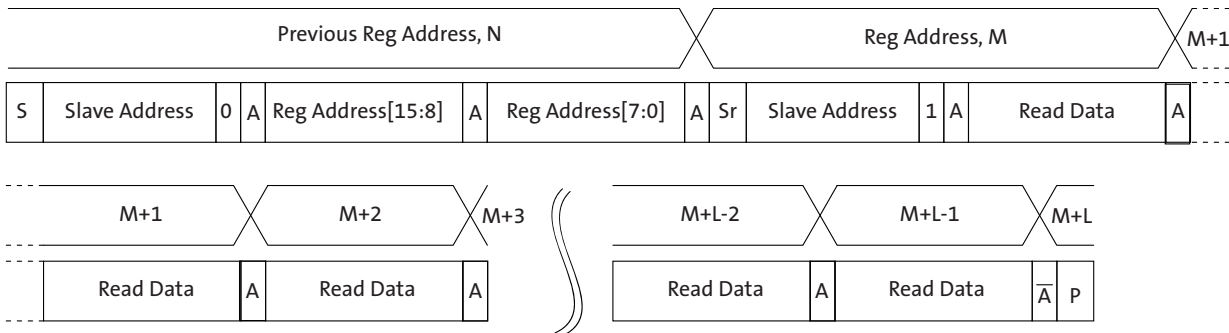 Previous Reg Address, N Reg Address, M M+1
S Slave Address 0 A Reg Address[15:8] A Reg Address[7:0] A Sr Slave Address 1 A Read Data A
M+1 M+2 M+3 M+L-2 M+L-1 M+L
Read Data A Read Data A Read Data A Read Data A̅ P